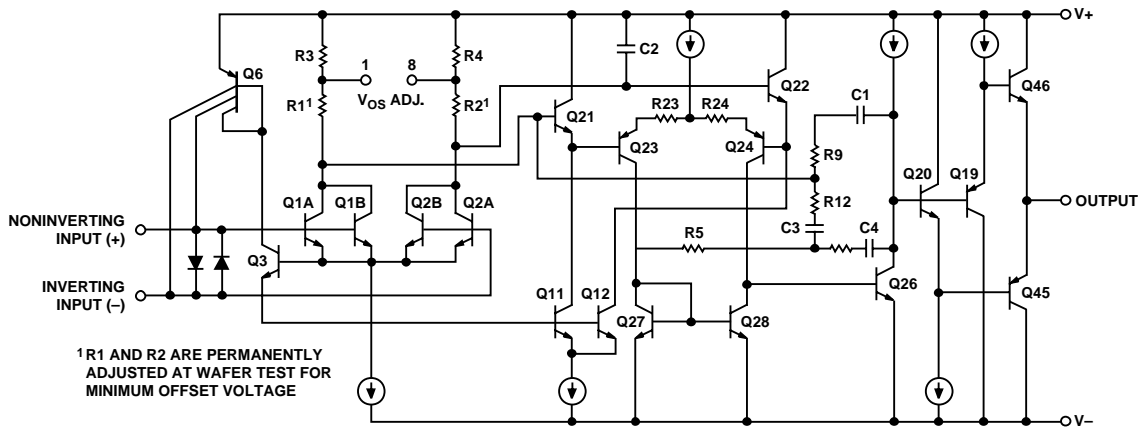 V+
R3
R4
C2
Q6
1
8
V_OS ADJ.
R1¹
R2¹
Q21
Q22
R23
R24
C1
Q46
Q23
Q24
R9
Q20
Q19
Q1A
Q1B
Q2B
Q2A
R12
OUTPUT
NONINVERTING
INPUT (+)
C3
C4
R5
Q3
INVERTING
INPUT (–)
Q11
Q12
Q27
Q28
Q26
Q45
¹R1 AND R2 ARE PERMANENTLY
ADJUSTED AT WAFER TEST FOR
MINIMUM OFFSET VOLTAGE
V–